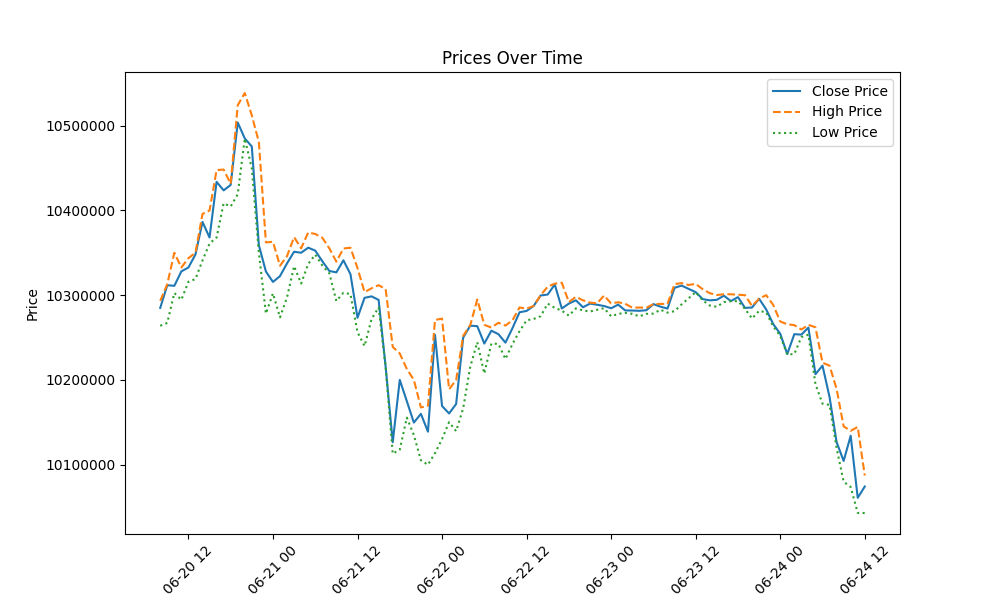 Prices Over Time
Close Price
High Price
Low Price
Price
10500000
10400000
10300000
10200000
10100000
06-20 12
06-21 00
06-21 12
06-22 00
06-22 12
06-23 00
06-23 12
06-24 00
06-24 12